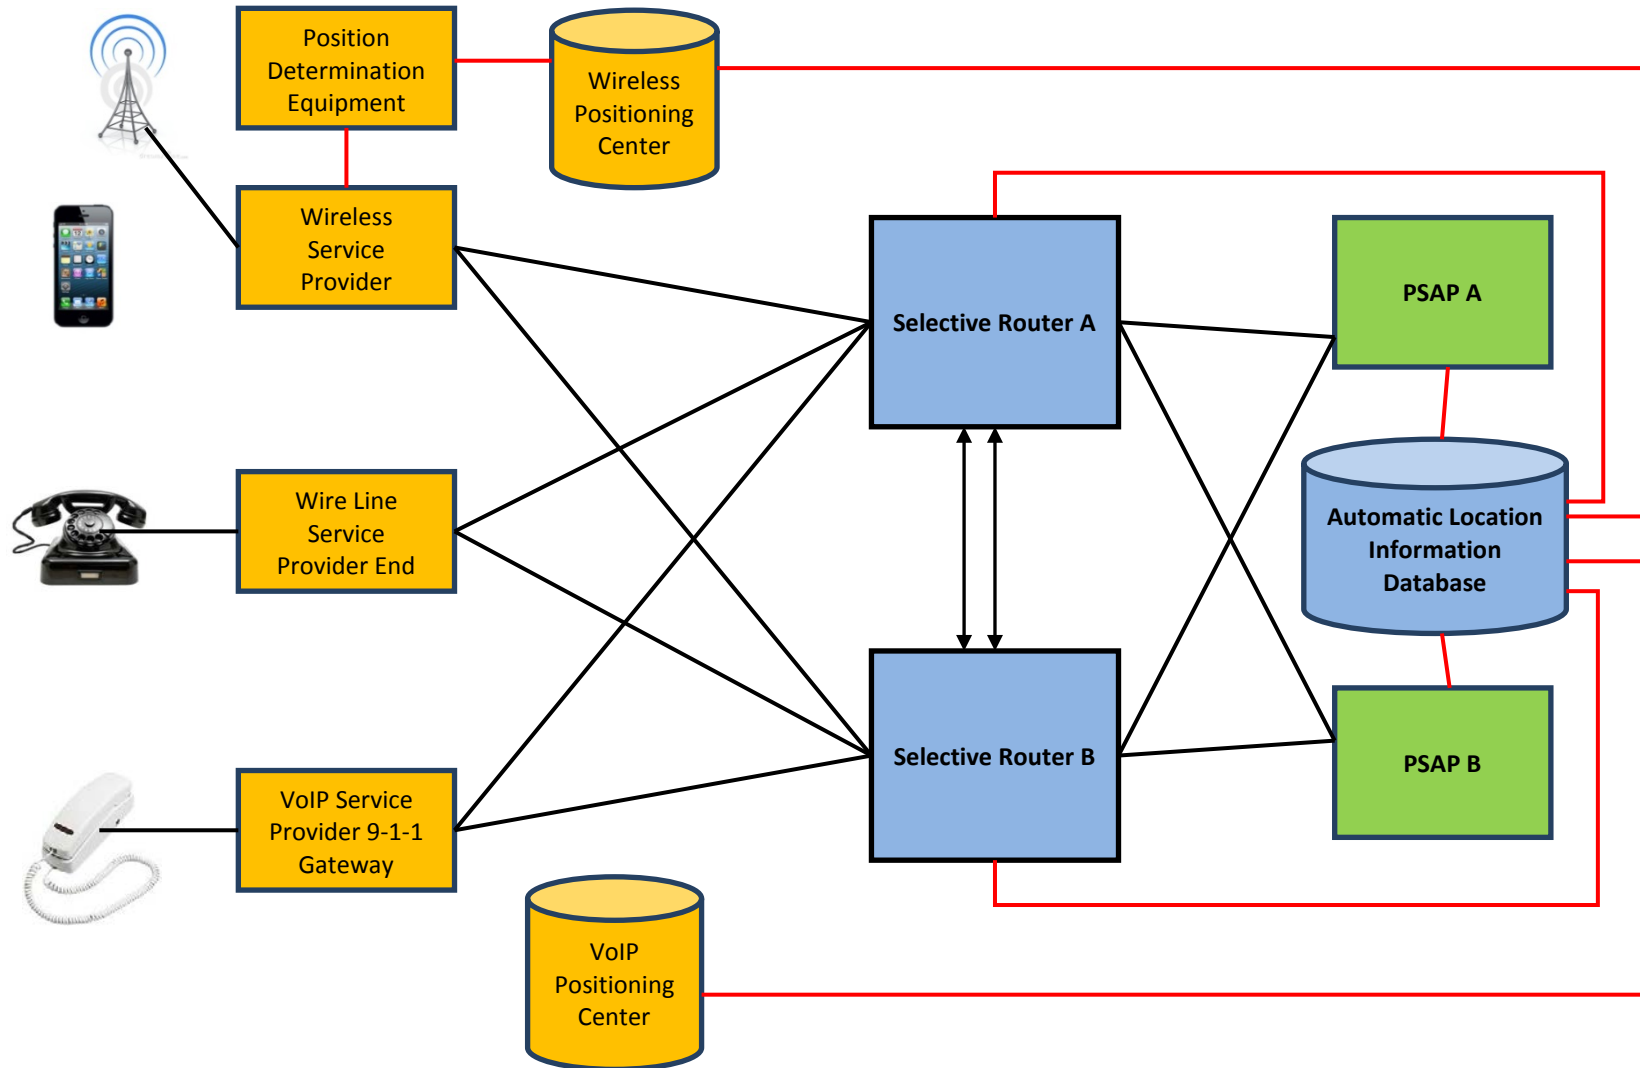 Position
Determination
Equipment
Wireless
Positioning
Center
Wireless
Service
Provider
Selective Router A
PSAP A
Wire Line
Service
Provider End
Automatic Location
Information
Database
Selective Router B
PSAP B
VoIP Service
Provider 9-1-1
Gateway
VoIP
Positioning
Center